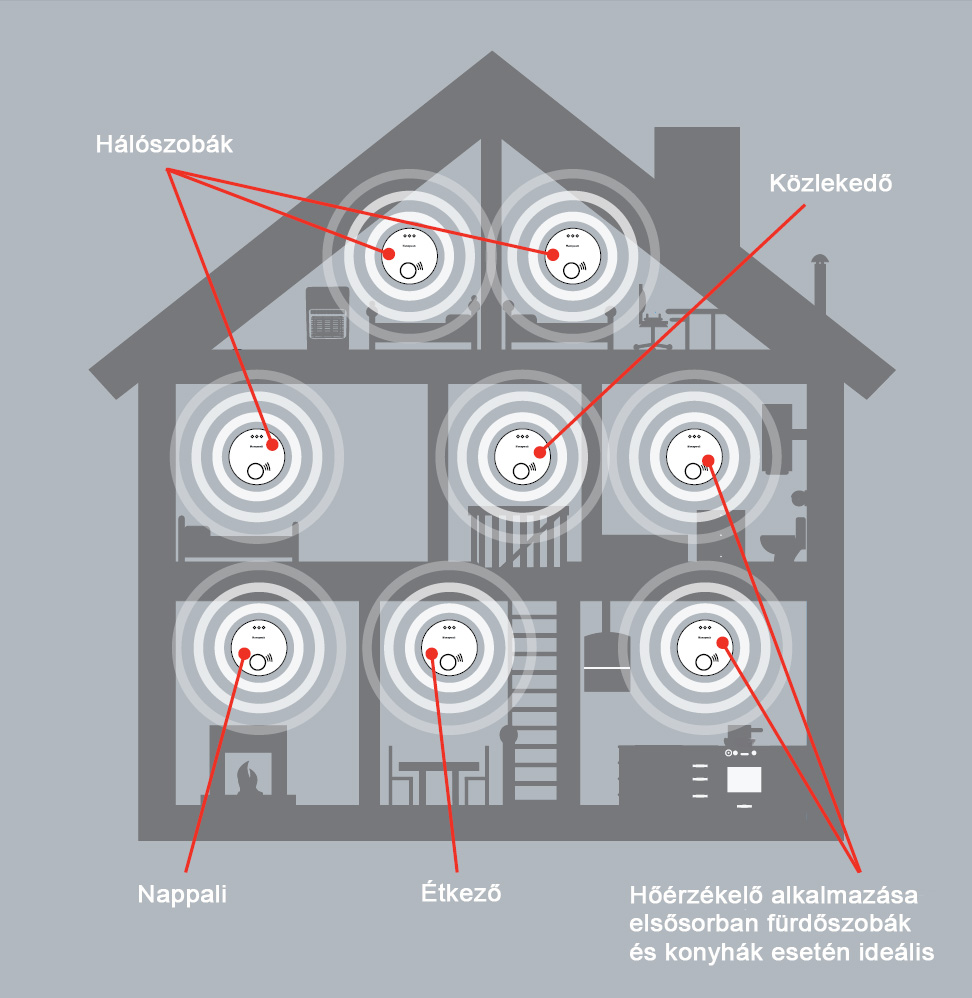 Hálószobák
Közlekedő
Nappali
Étkező
Hőérzékelő alkalmazása
elsősorban fürdőszobák
és konyhák esetén ideális